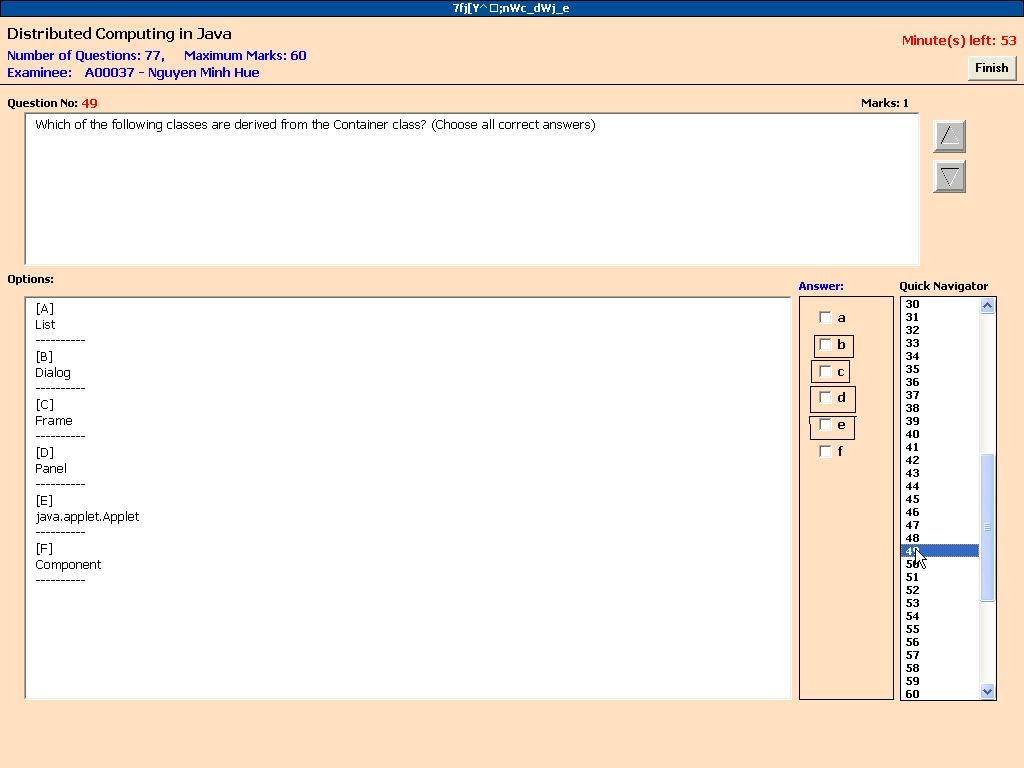 7fj[Y^ □;nWc_dWj_e
Distributed Computing in Java
Number of Questions: 77, Maximum Marks: 60
Minute(s) left: 53
Examinee: A00037 - Nguyen Minh Hue
Finish
Question No: 49
Marks: 1
Which of the following classes are derived from the Container class? (Choose all correct answers)
Options:
Answer:
Quick Navigator
[A]
List
----------
[B]
Dialog
----------
[C]
Frame
----------
[D]
Panel
----------
[E]
java.applet.Applet
----------
[F]
Component
----------
a
b
c
d
e
f
30
31
32
33
34
35
36
37
38
39
40
41
42
43
44
45
46
47
48
49
50
51
52
53
54
55
56
57
58
59
60